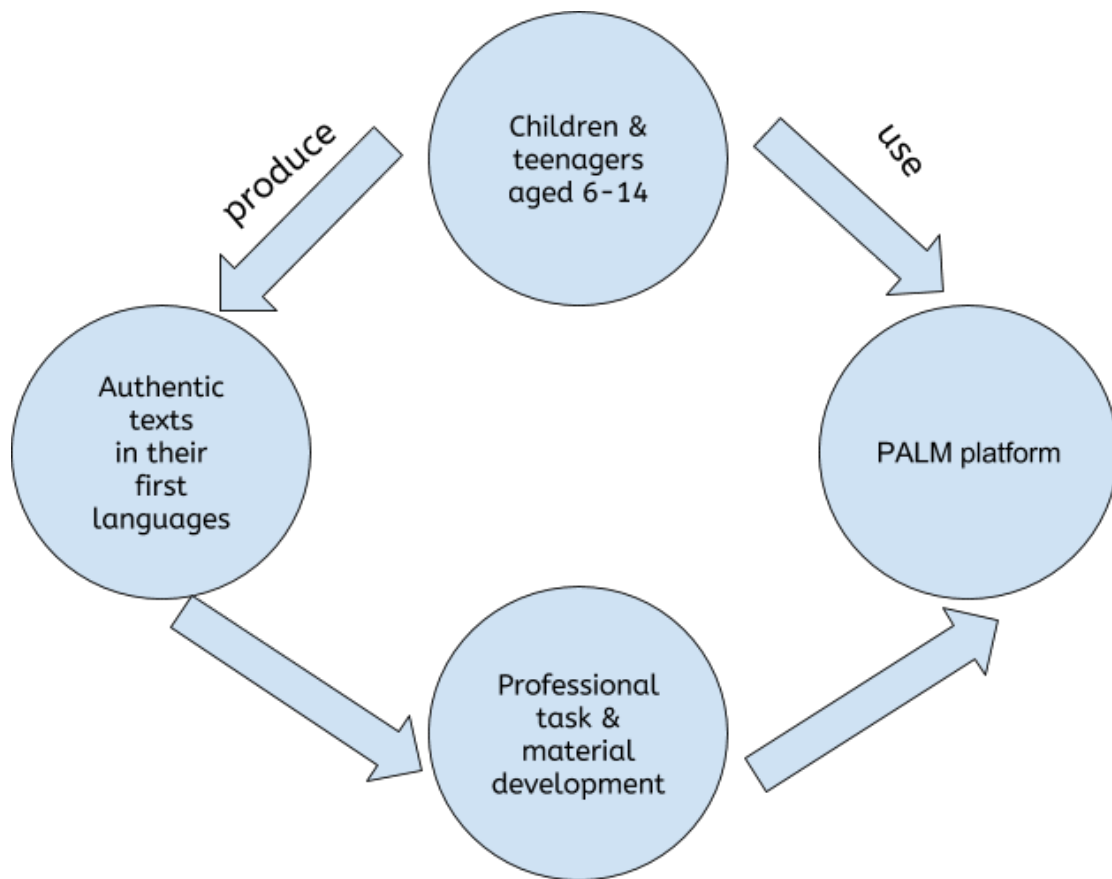 Children &
teenagers
aged 6-14
produce
use
Authentic
texts
in their
first
languages
PALM platform
Professional
task &
material
development